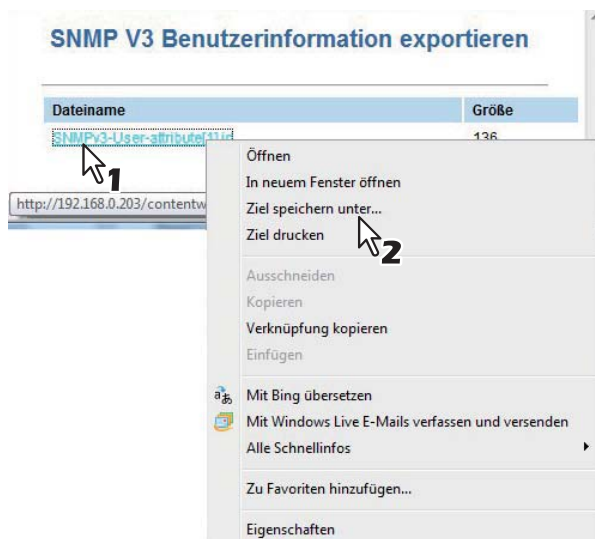 SNMP V3 Benutzerinformation exportieren
Dateiname Größe
SNMPv3-User-attribute[1].id 136
1
http://192.168.0.203/contentw
Öffnen
In neuem Fenster öffnen
Ziel speichern unter...
Ziel drucken
2
Ausschneiden
Kopieren
Verknüpfung kopieren
Einfügen
Mit Bing übersetzen
Mit Windows Live E-Mails verfassen und versenden
Alle Schnellinfos
Zu Favoriten hinzufügen...
Eigenschaften